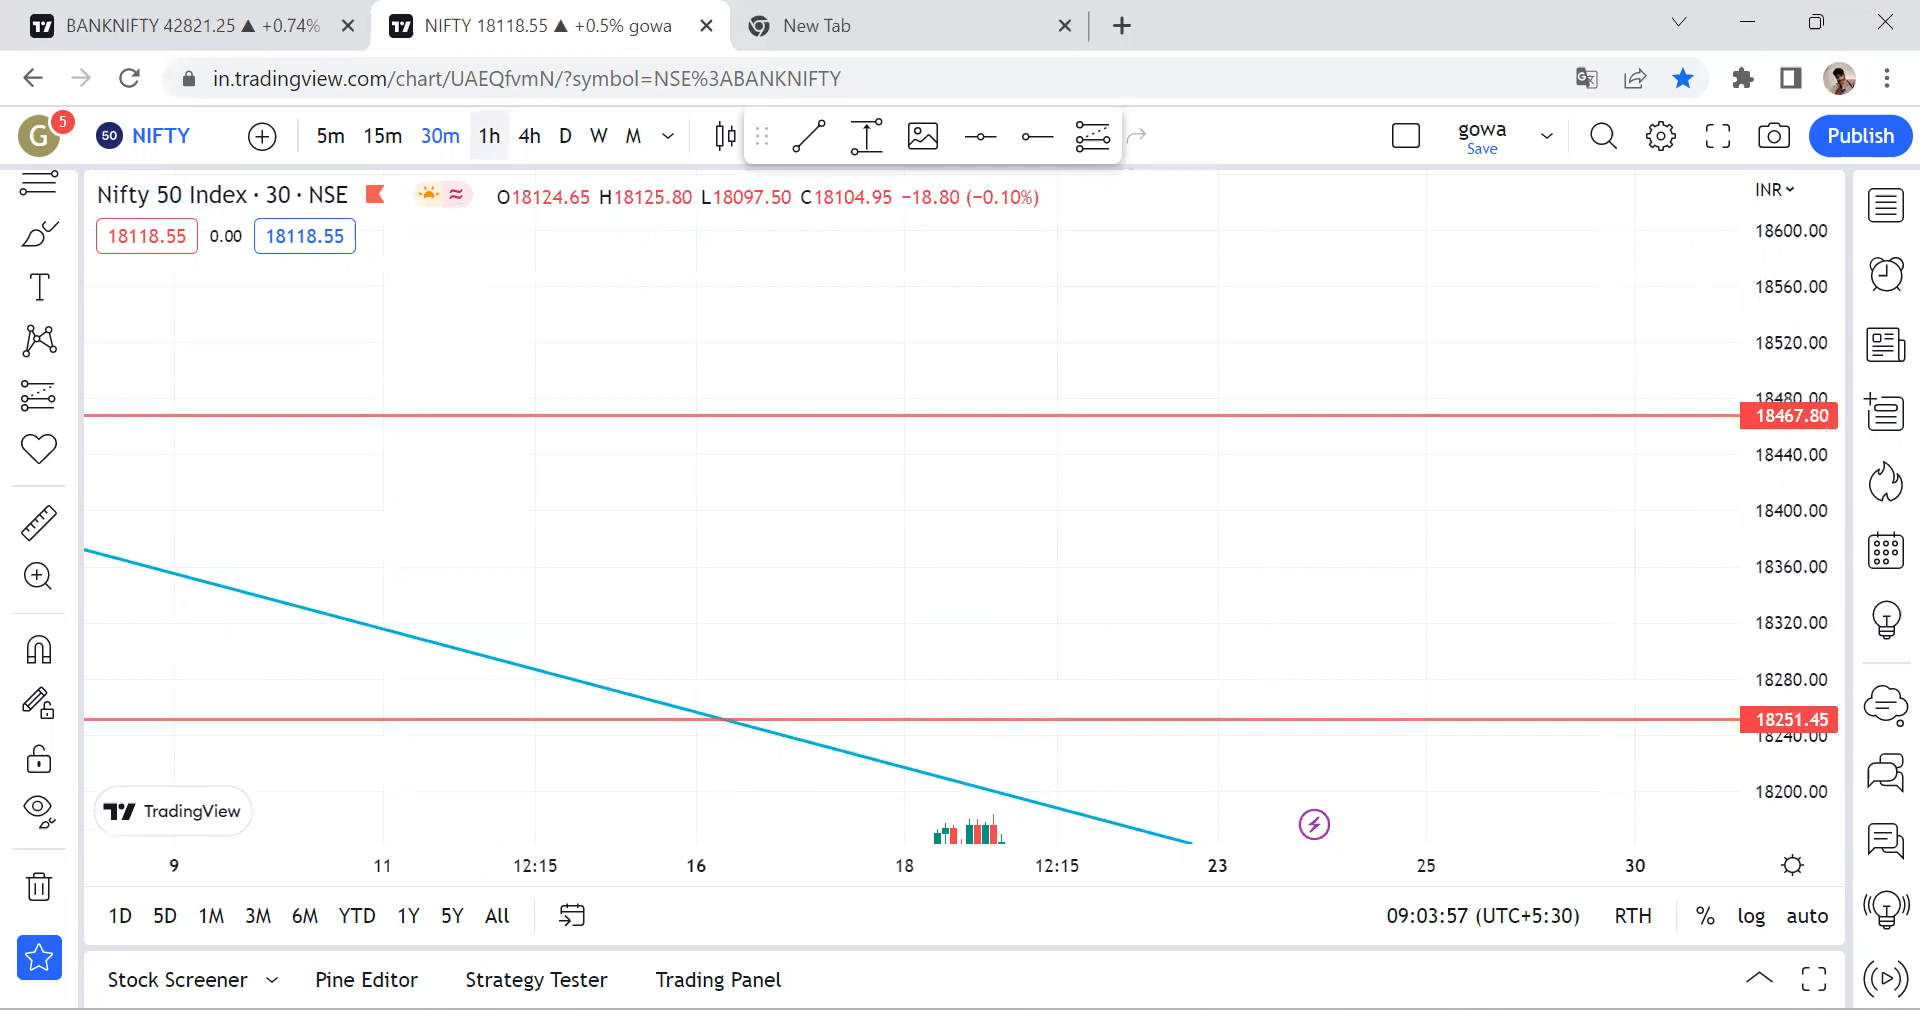 BANKNIFTY 42821.25 ▲ +0.74%
NIFTY 18118.55 ▲ +0.5% gowa
New Tab
in.tradingview.com/chart/UAEQfvmN/?symbol=NSE%3ABANKNIFTY
G 5 50 NIFTY 5m 15m 30m 1h 4h D W M gowa Save Publish
Nifty 50 Index · 30 · NSE O18124.65 H18125.80 L18097.50 C18104.95 −18.80 (−0.10%) INR
18118.55 0.00 18118.55
18600.00
18560.00
18520.00
18480.00
18467.80
18440.00
18400.00
18360.00
18320.00
18280.00
18251.45
18240.00
18200.00
TradingView
9 11 12:15 16 18 12:15 23 25 30
1D 5D 1M 3M 6M YTD 1Y 5Y All 09:03:57 (UTC+5:30) RTH % log auto
Stock Screener Pine Editor Strategy Tester Trading Panel